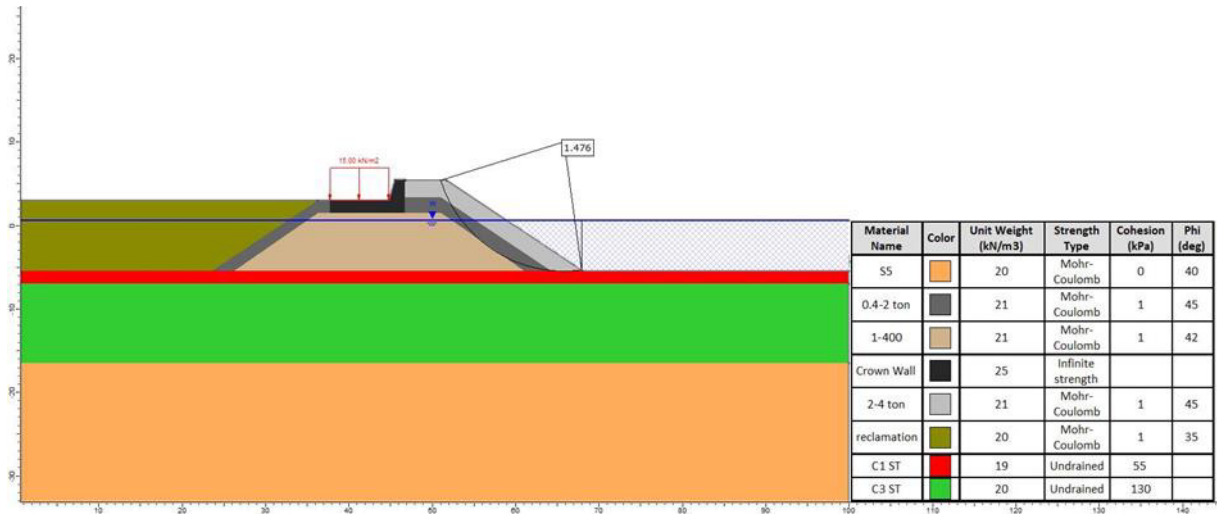 20
10
0
-10
-20
-30
15.00 kN/m2
1.476
W
10
20
30
40
50
60
70
80
90
100
110
120
130
140
Material Name Color Unit Weight (kN/m3) Strength Type Cohesion (kPa) Phi (deg)
S5 20 Mohr-Coulomb 0 40
0.4-2 ton 21 Mohr-Coulomb 1 45
1-400 21 Mohr-Coulomb 1 42
Crown Wall 25 Infinite strength
2-4 ton 21 Mohr-Coulomb 1 45
reclamation 20 Mohr-Coulomb 1 35
C1 ST 19 Undrained 55
C3 ST 20 Undrained 130